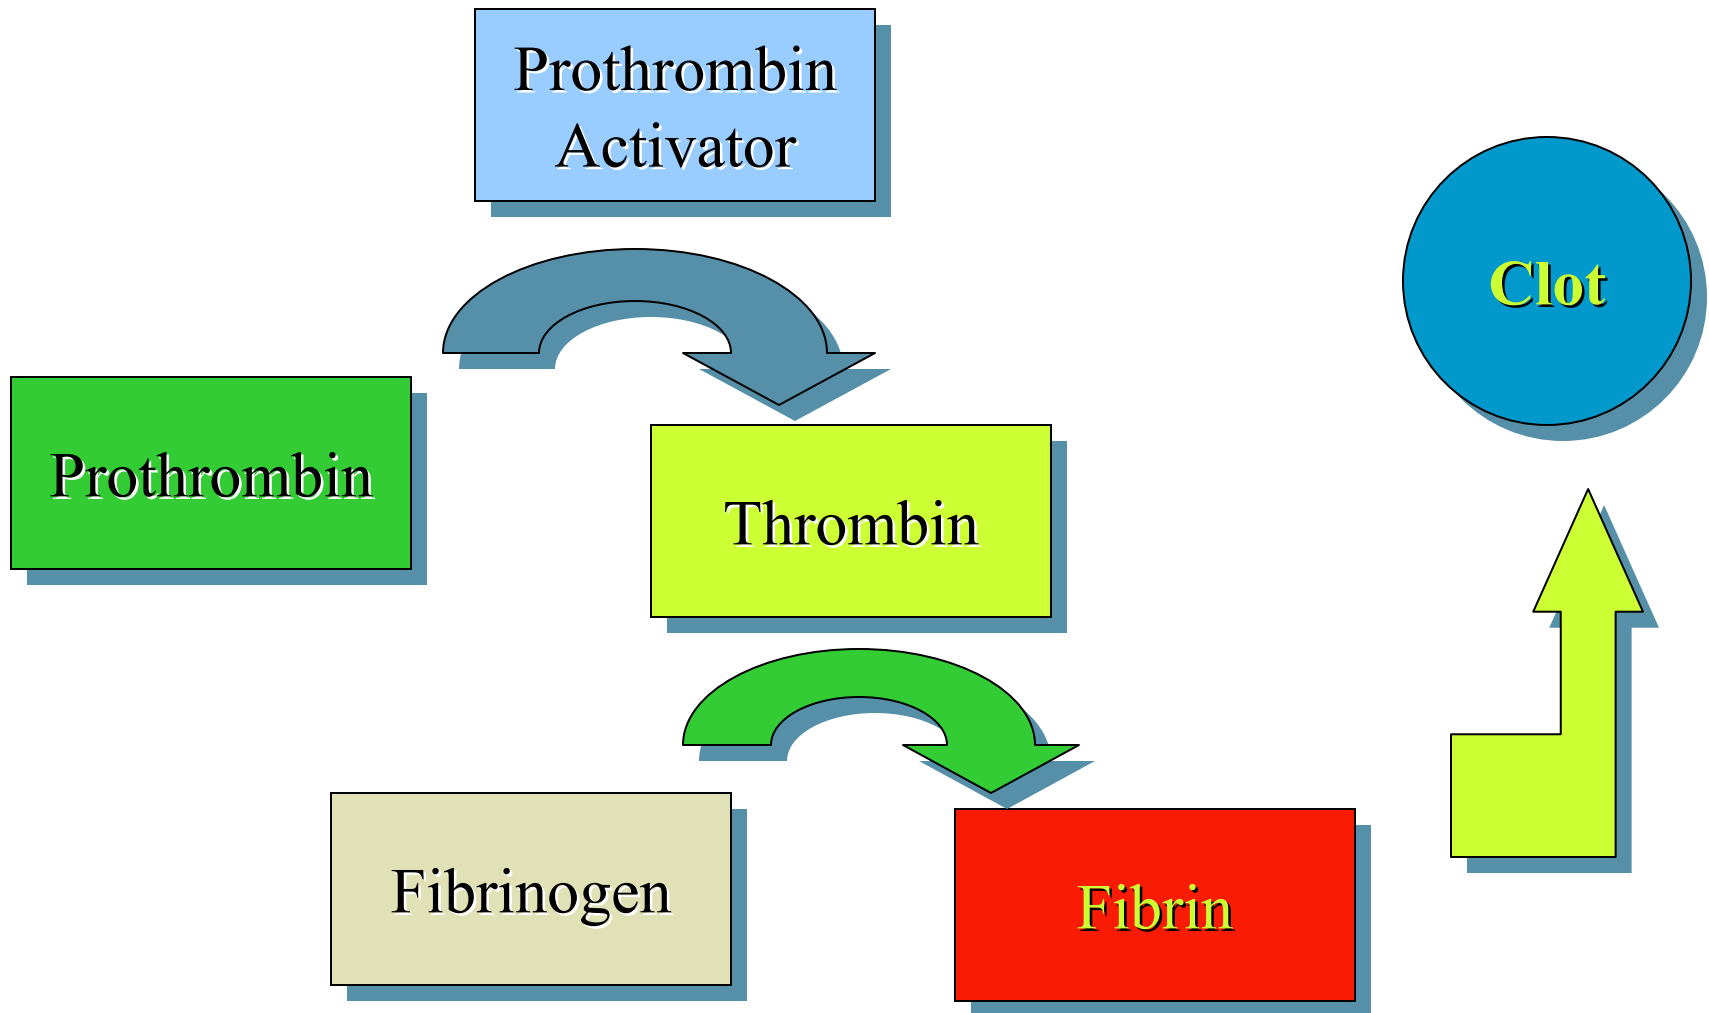 Prothrombin
Activator
Clot
Prothrombin
Thrombin
Fibrinogen
Fibrin